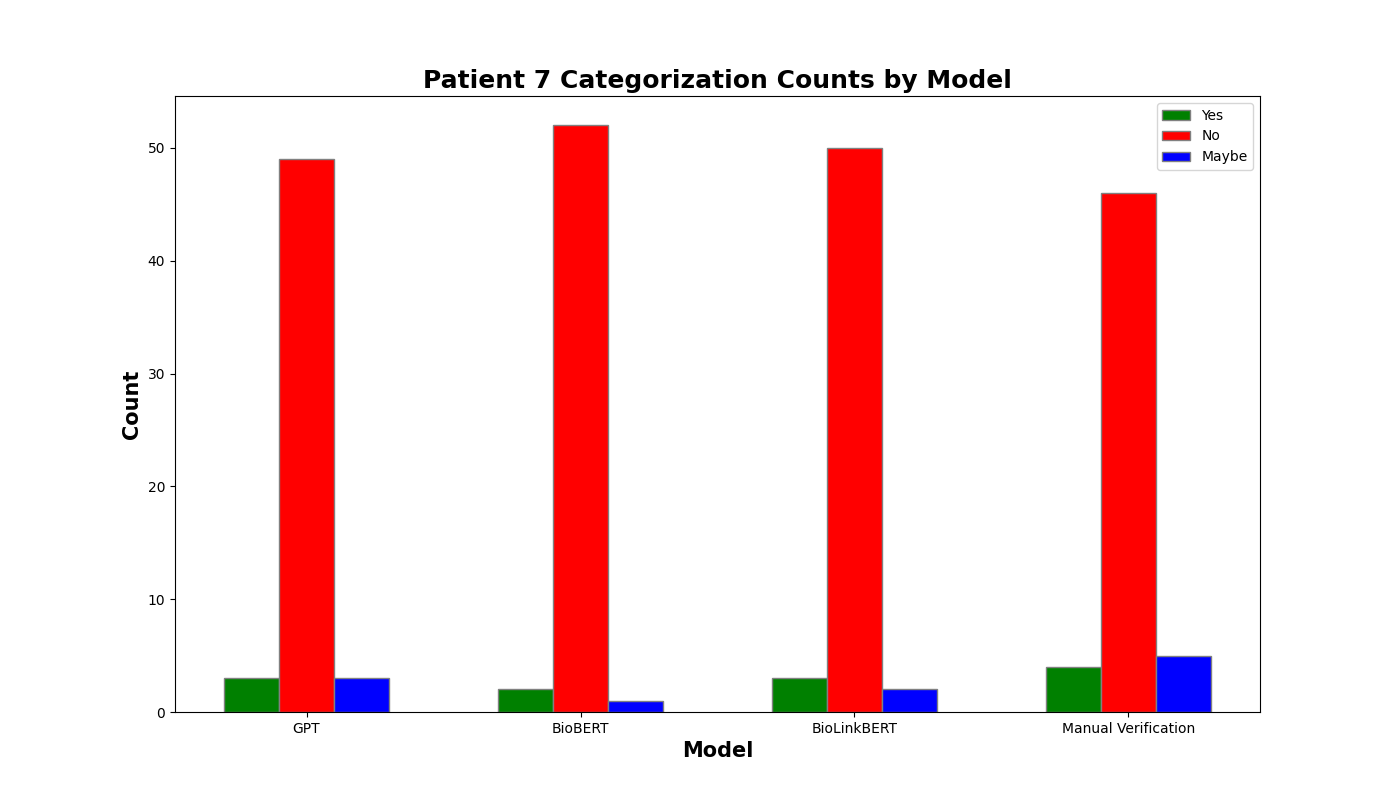 Patient 7 Categorization Counts by Model
Yes
No
Maybe
Count
50
40
30
20
10
0
GPT
BioBERT
BioLinkBERT
Manual Verification
Model